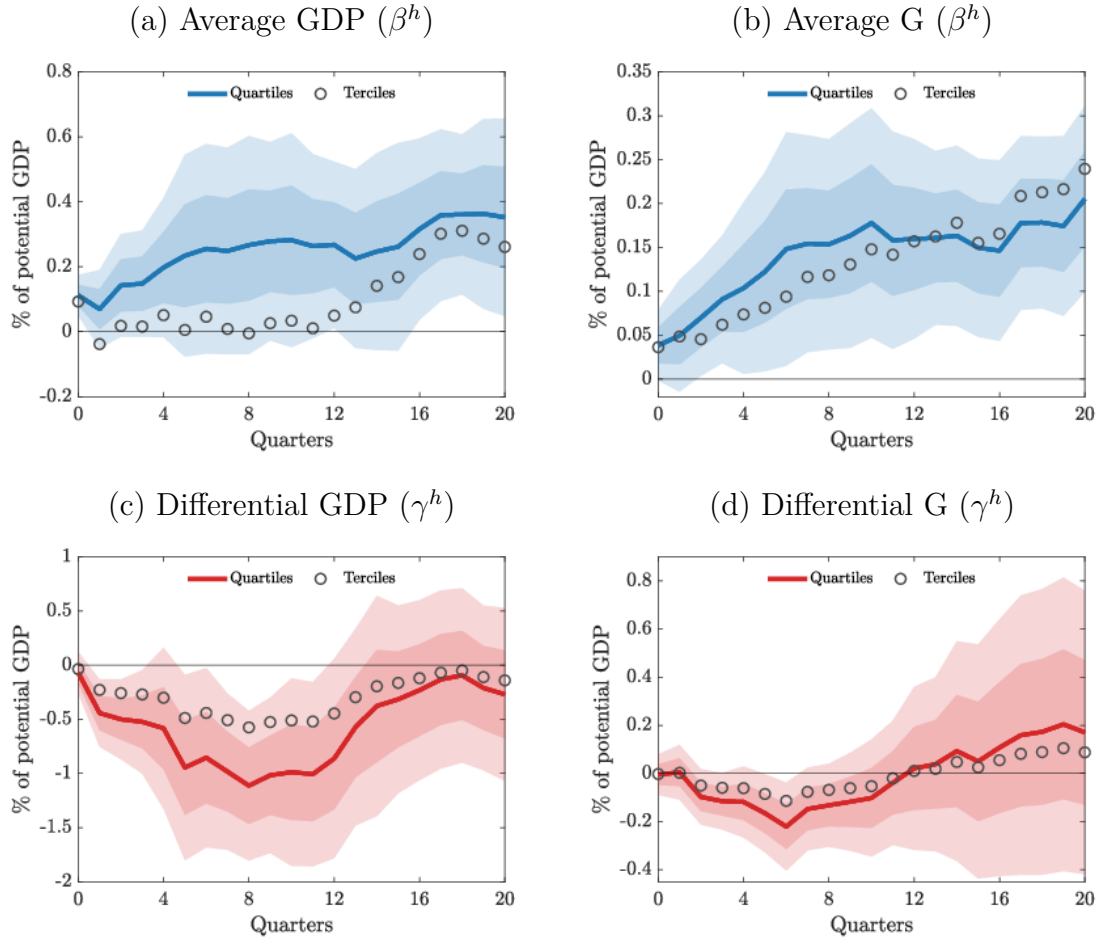 (a) Average GDP (β^h)
% of potential GDP
0.8
0.6
0.4
0.2
0
-0.2
Quartiles Terciles
0 4 8 12 16 20
Quarters
(b) Average G (β^h)
% of potential GDP
0.35
0.3
0.25
0.2
0.15
0.1
0.05
0
Quartiles Terciles
0 4 8 12 16 20
Quarters
(c) Differential GDP (γ^h)
% of potential GDP
1
0.5
0
-0.5
-1
-1.5
-2
Quartiles Terciles
0 4 8 12 16 20
Quarters
(d) Differential G (γ^h)
% of potential GDP
0.8
0.6
0.4
0.2
0
-0.2
-0.4
Quartiles Terciles
0 4 8 12 16 20
Quarters